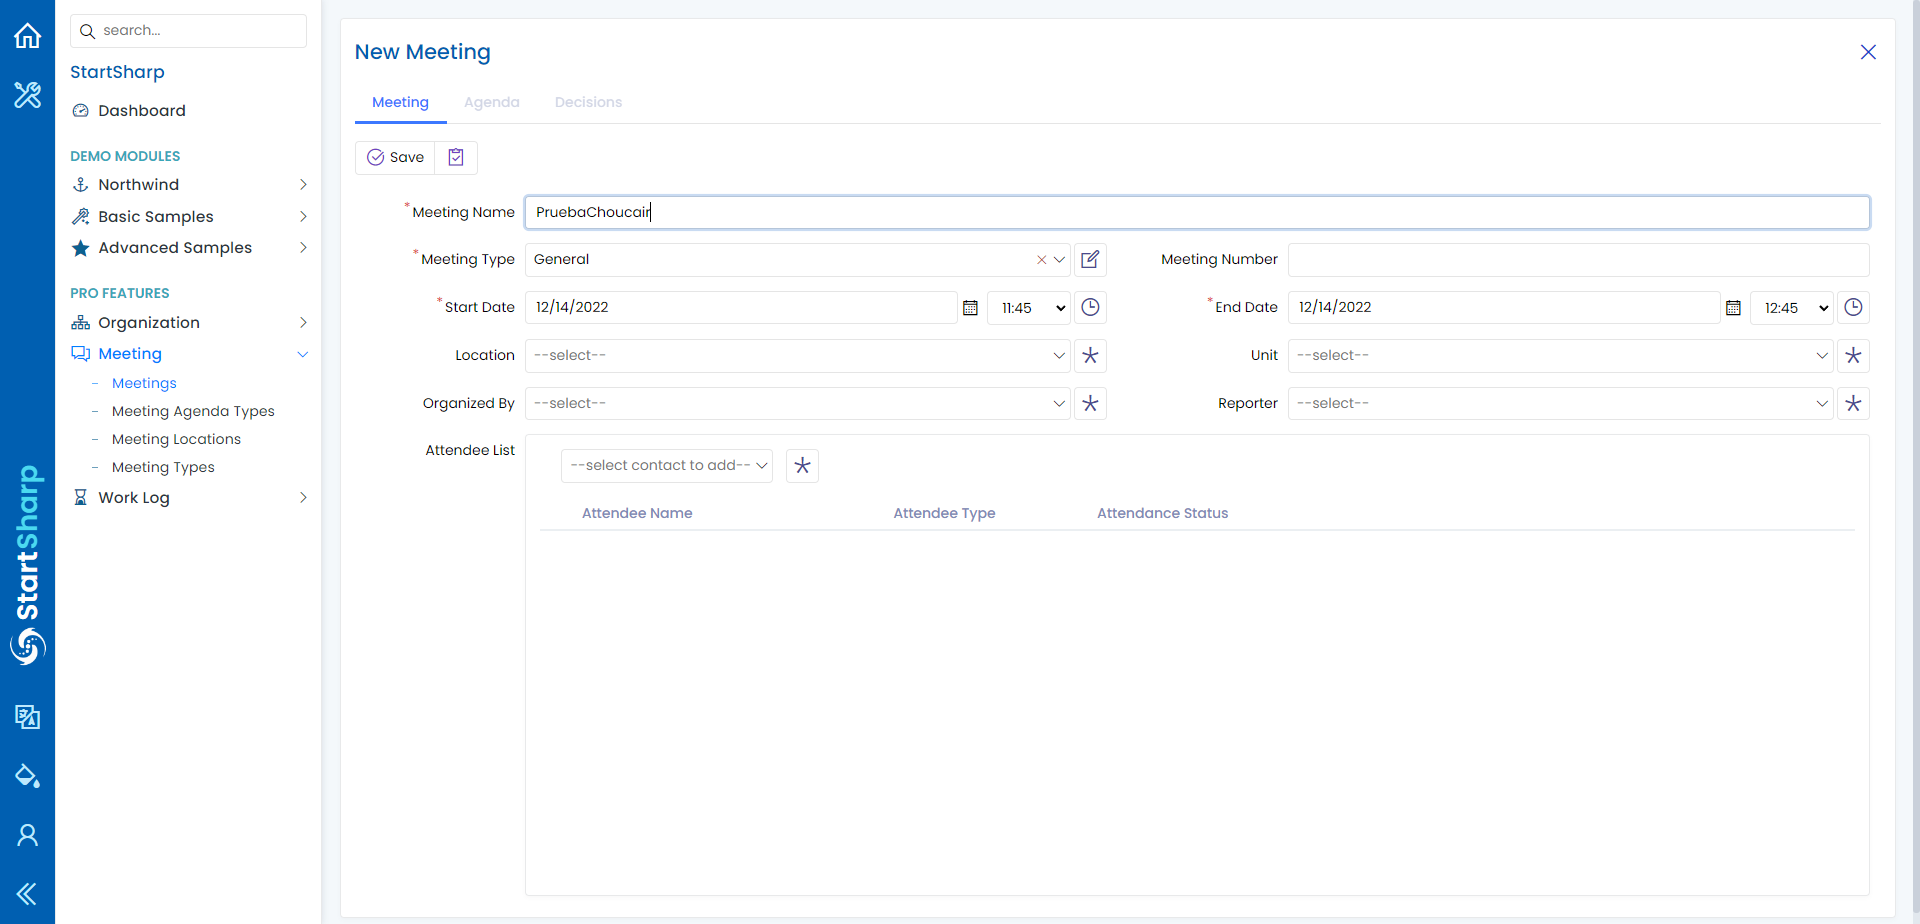 search...
StartSharp
Dashboard
DEMO MODULES
Northwind
Basic Samples
Advanced Samples
PRO FEATURES
Organization
Meeting
- Meetings
- Meeting Agenda Types
- Meeting Locations
- Meeting Types
Work Log
StartSharp
New Meeting
Meeting Agenda Decisions
Save
*Meeting Name PruebaChoucair
*Meeting Type General Meeting Number
*Start Date 12/14/2022 11:45 *End Date 12/14/2022 12:45
Location --select-- Unit --select--
Organized By --select-- Reporter --select--
Attendee List
--select contact to add--
Attendee Name Attendee Type Attendance Status